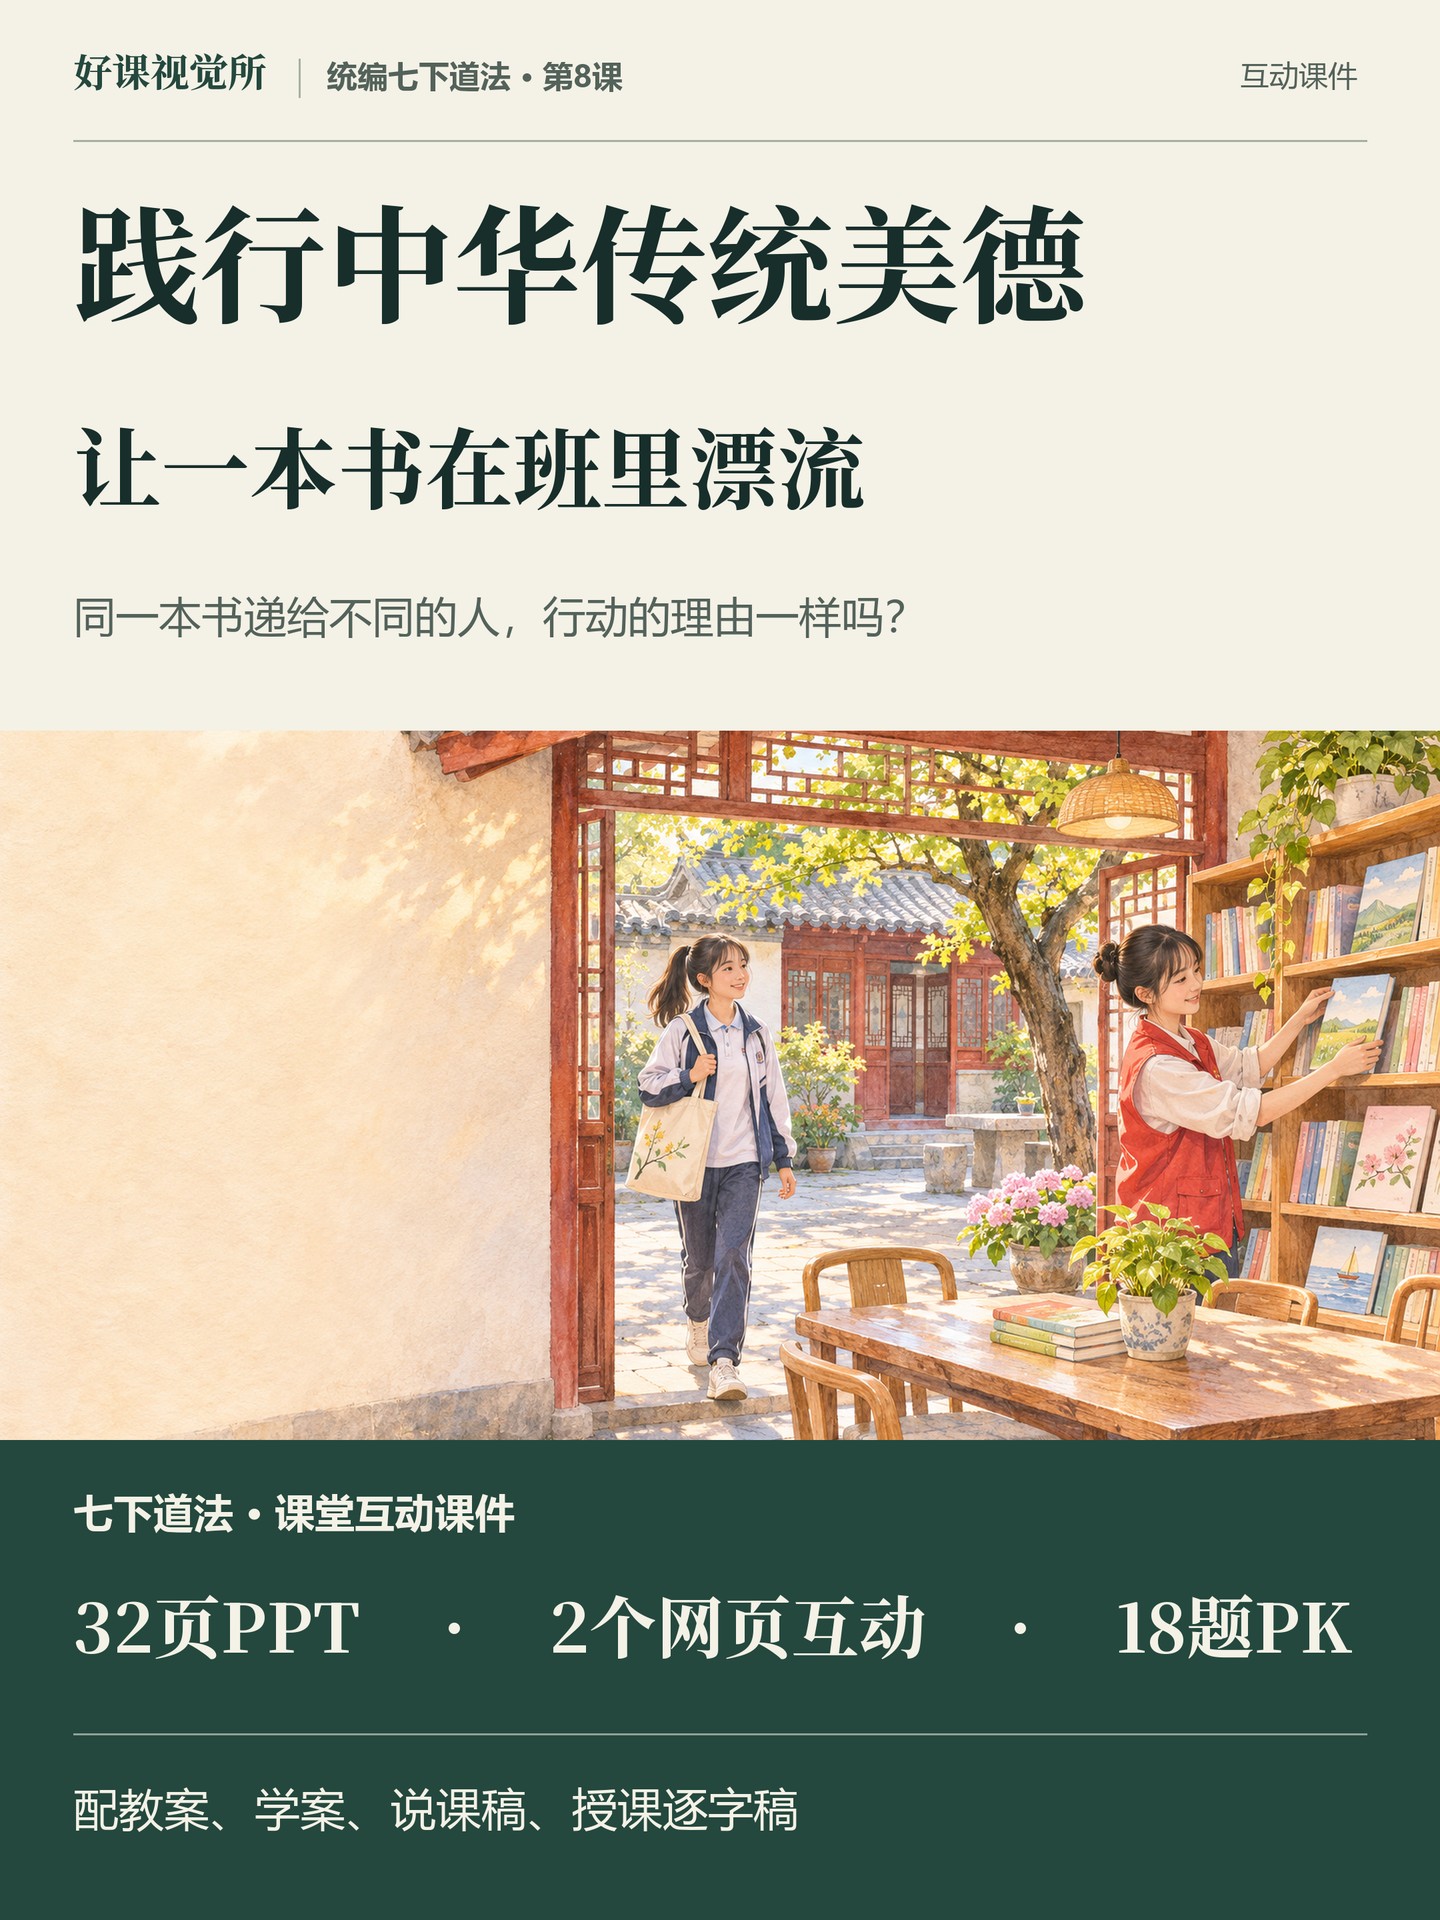 好课视觉所 | 统编七下道法·第8课 互动课件
践行中华传统美德
让一本书在班里漂流
同一本书递给不同的人，行动的理由一样吗？
七下道法·课堂互动课件
32页PPT · 2个网页互动 · 18题PK
配教案、学案、说课稿、授课逐字稿